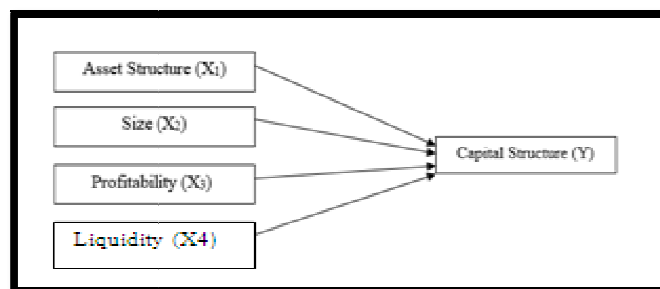 Asset Structure (X₁)
Size (X₂)
Profitability (X₃)
Liquidity (X4)
Capital Structure (Y)